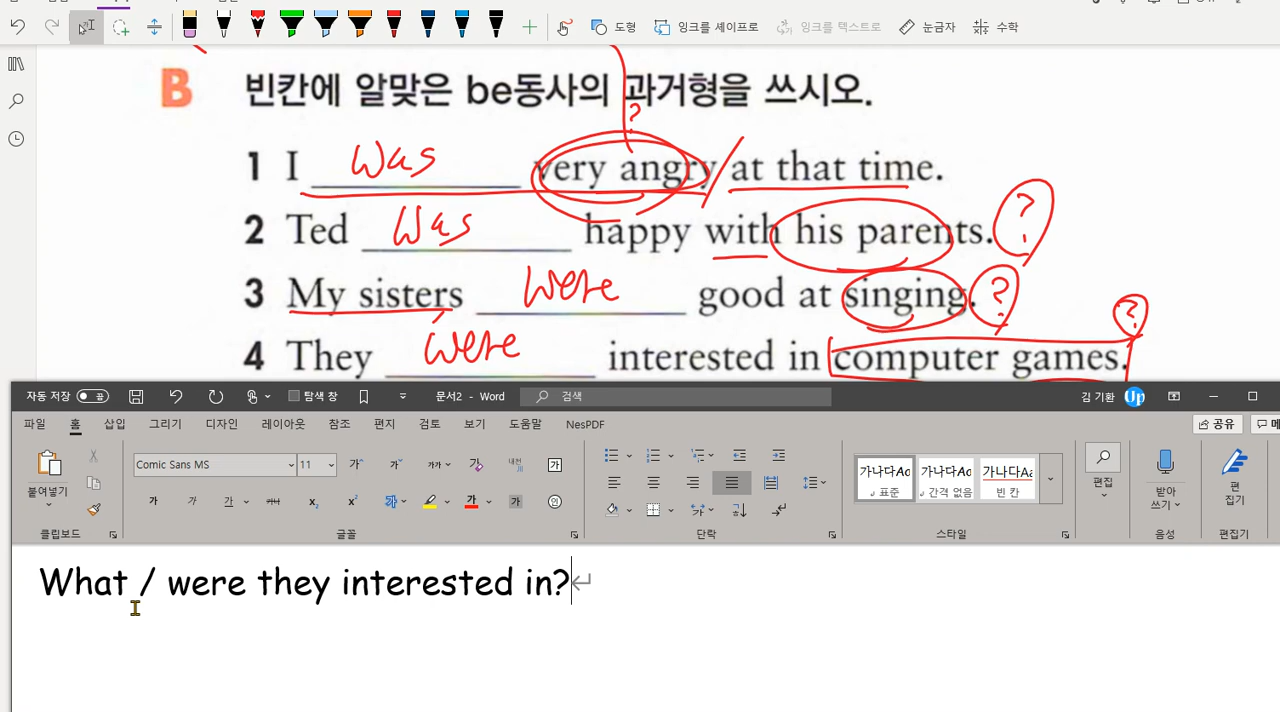 잉크를 셰이프로
잉크를 텍스트로
도형
눈금자
수학
B 빈칸에 알맞은 be동사의 과거형을 쓰시오.
?
1 I was very angry / at that time.
2 Ted was happy with his parents. ?
3 My sisters were good at singing. ?
4 They were interested in computer games. ?
자동 저장 탐색 창 문서2 - Word 검색 김 기환 Up
파일 홈 삽입 그리기 디자인 레이아웃 참조 편지 검토 보기 도움말 NesPDF 공유
Comic Sans MS 11
가나다Aa 가나다Aa 가나다Aa
표준 간격 없음 빈 칸
붙여넣기 편집 받아쓰기 편집기
클립보드 글꼴 단락 스타일 음성 편집기
What / were they interested in?